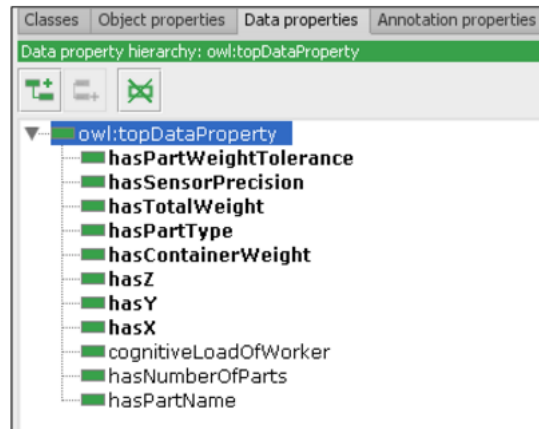 Classes Object properties Data properties Annotation properties
Data property hierarchy: owl:topDataProperty
owl:topDataProperty
hasPartWeightTolerance
hasSensorPrecision
hasTotalWeight
hasPartType
hasContainerWeight
hasZ
hasY
hasX
cognitiveLoadOfWorker
hasNumberOfParts
hasPartName